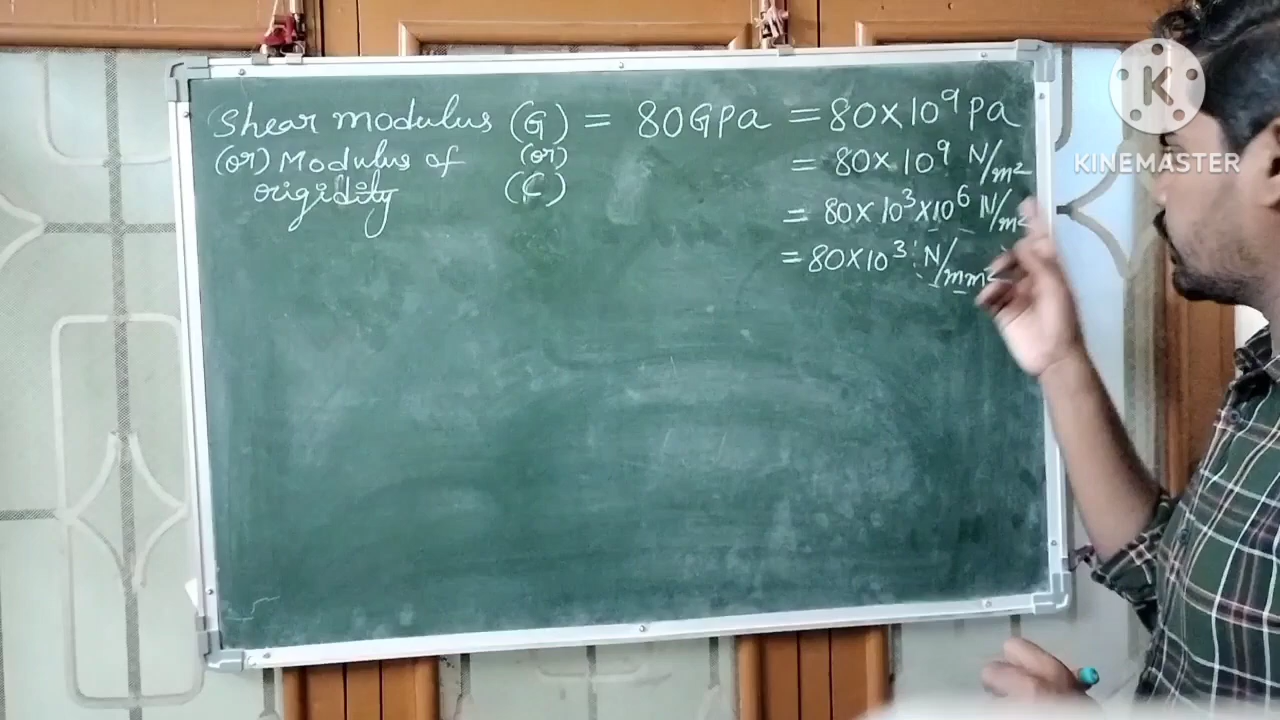 Shear modulus (G) = 80GPa = 80×10⁹ Pa
(or) Modulus of (or) = 80×10⁹ N/m²
rigidity (C) = 80×10³×10⁶ N/m²
= 80×10³ N/mm²
K
KINEMASTER